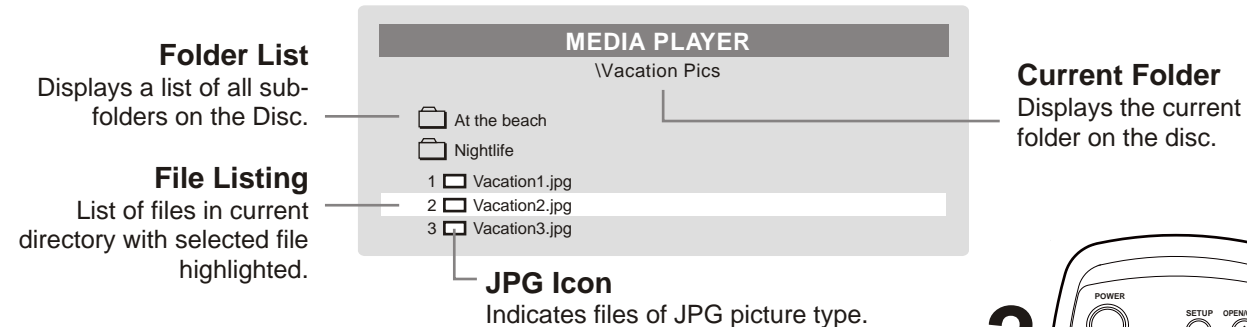 Folder List
Displays a list of all sub-
folders on the Disc.
File Listing
List of files in current
directory with selected file
highlighted.
MEDIA PLAYER
\Vacation Pics
At the beach
Nightlife
1 Vacation1.jpg
2 Vacation2.jpg
3 Vacation3.jpg
JPG Icon
Indicates files of JPG picture type.
Current Folder
Displays the current
folder on the disc.
POWER
SETUP